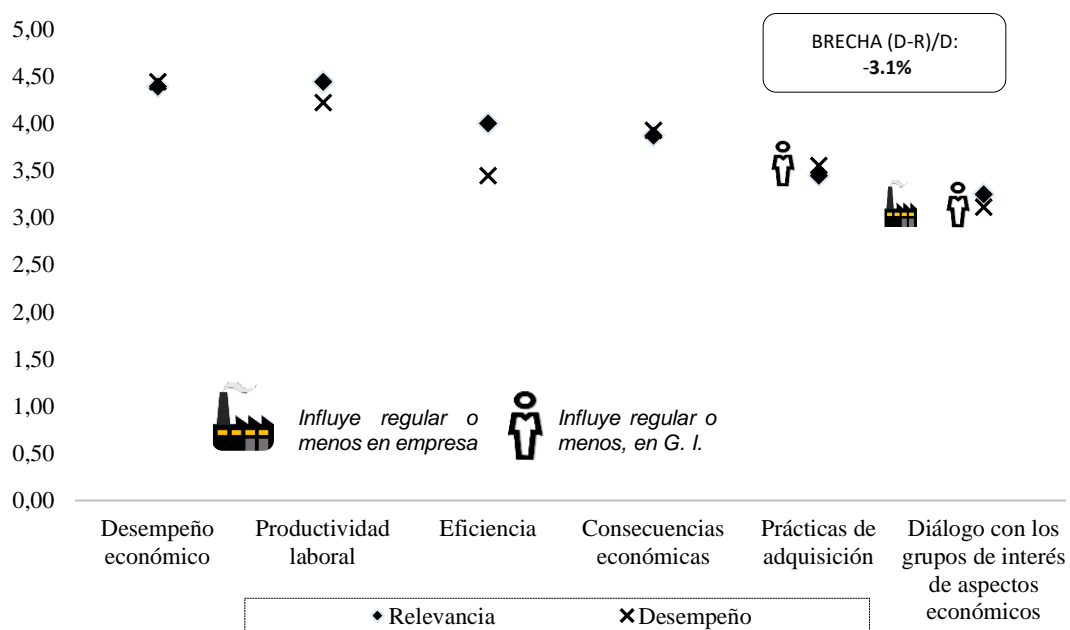 5,00
4,50
4,00
3,50
3,00
2,50
2,00
1,50
1,00
0,50
0,00
BRECHA (D-R)/D:
-3.1%
Influye regular o
menos en empresa
Influye regular o
menos, en G. I.
Desempeño
económico
Productividad
laboral
Eficiencia
Consecuencias
económicas
Prácticas de
adquisición
Diálogo con los
grupos de interés
de aspectos
económicos
Relevancia
Desempeño